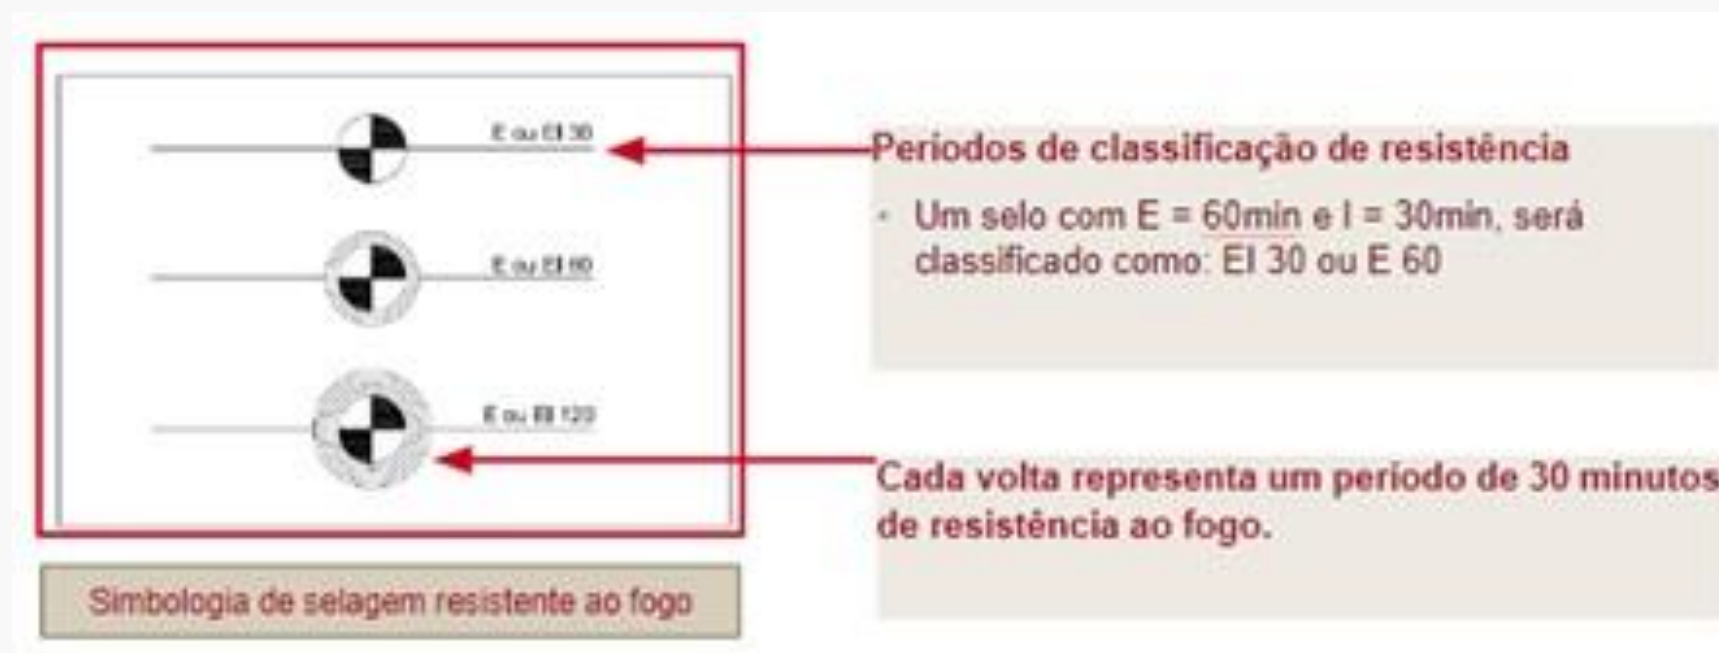 E ou EI 30
E ou EI 60
E ou EI 120
Simbologia de selagem resistente ao fogo
Períodos de classificação de resistência
• Um selo com E = 60min e I = 30min, será
classificado como: EI 30 ou E 60
Cada volta representa um período de 30 minutos
de resistência ao fogo.